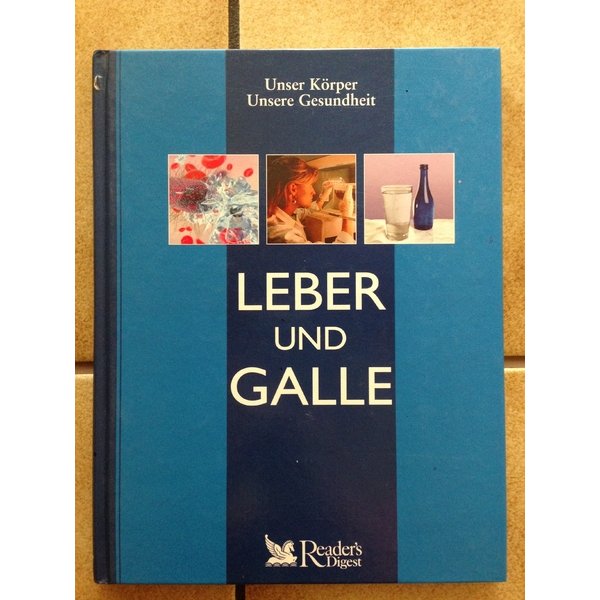 Unser Körper
Unsere Gesundheit
LEBER
UND
GALLE
Reader's
Digest